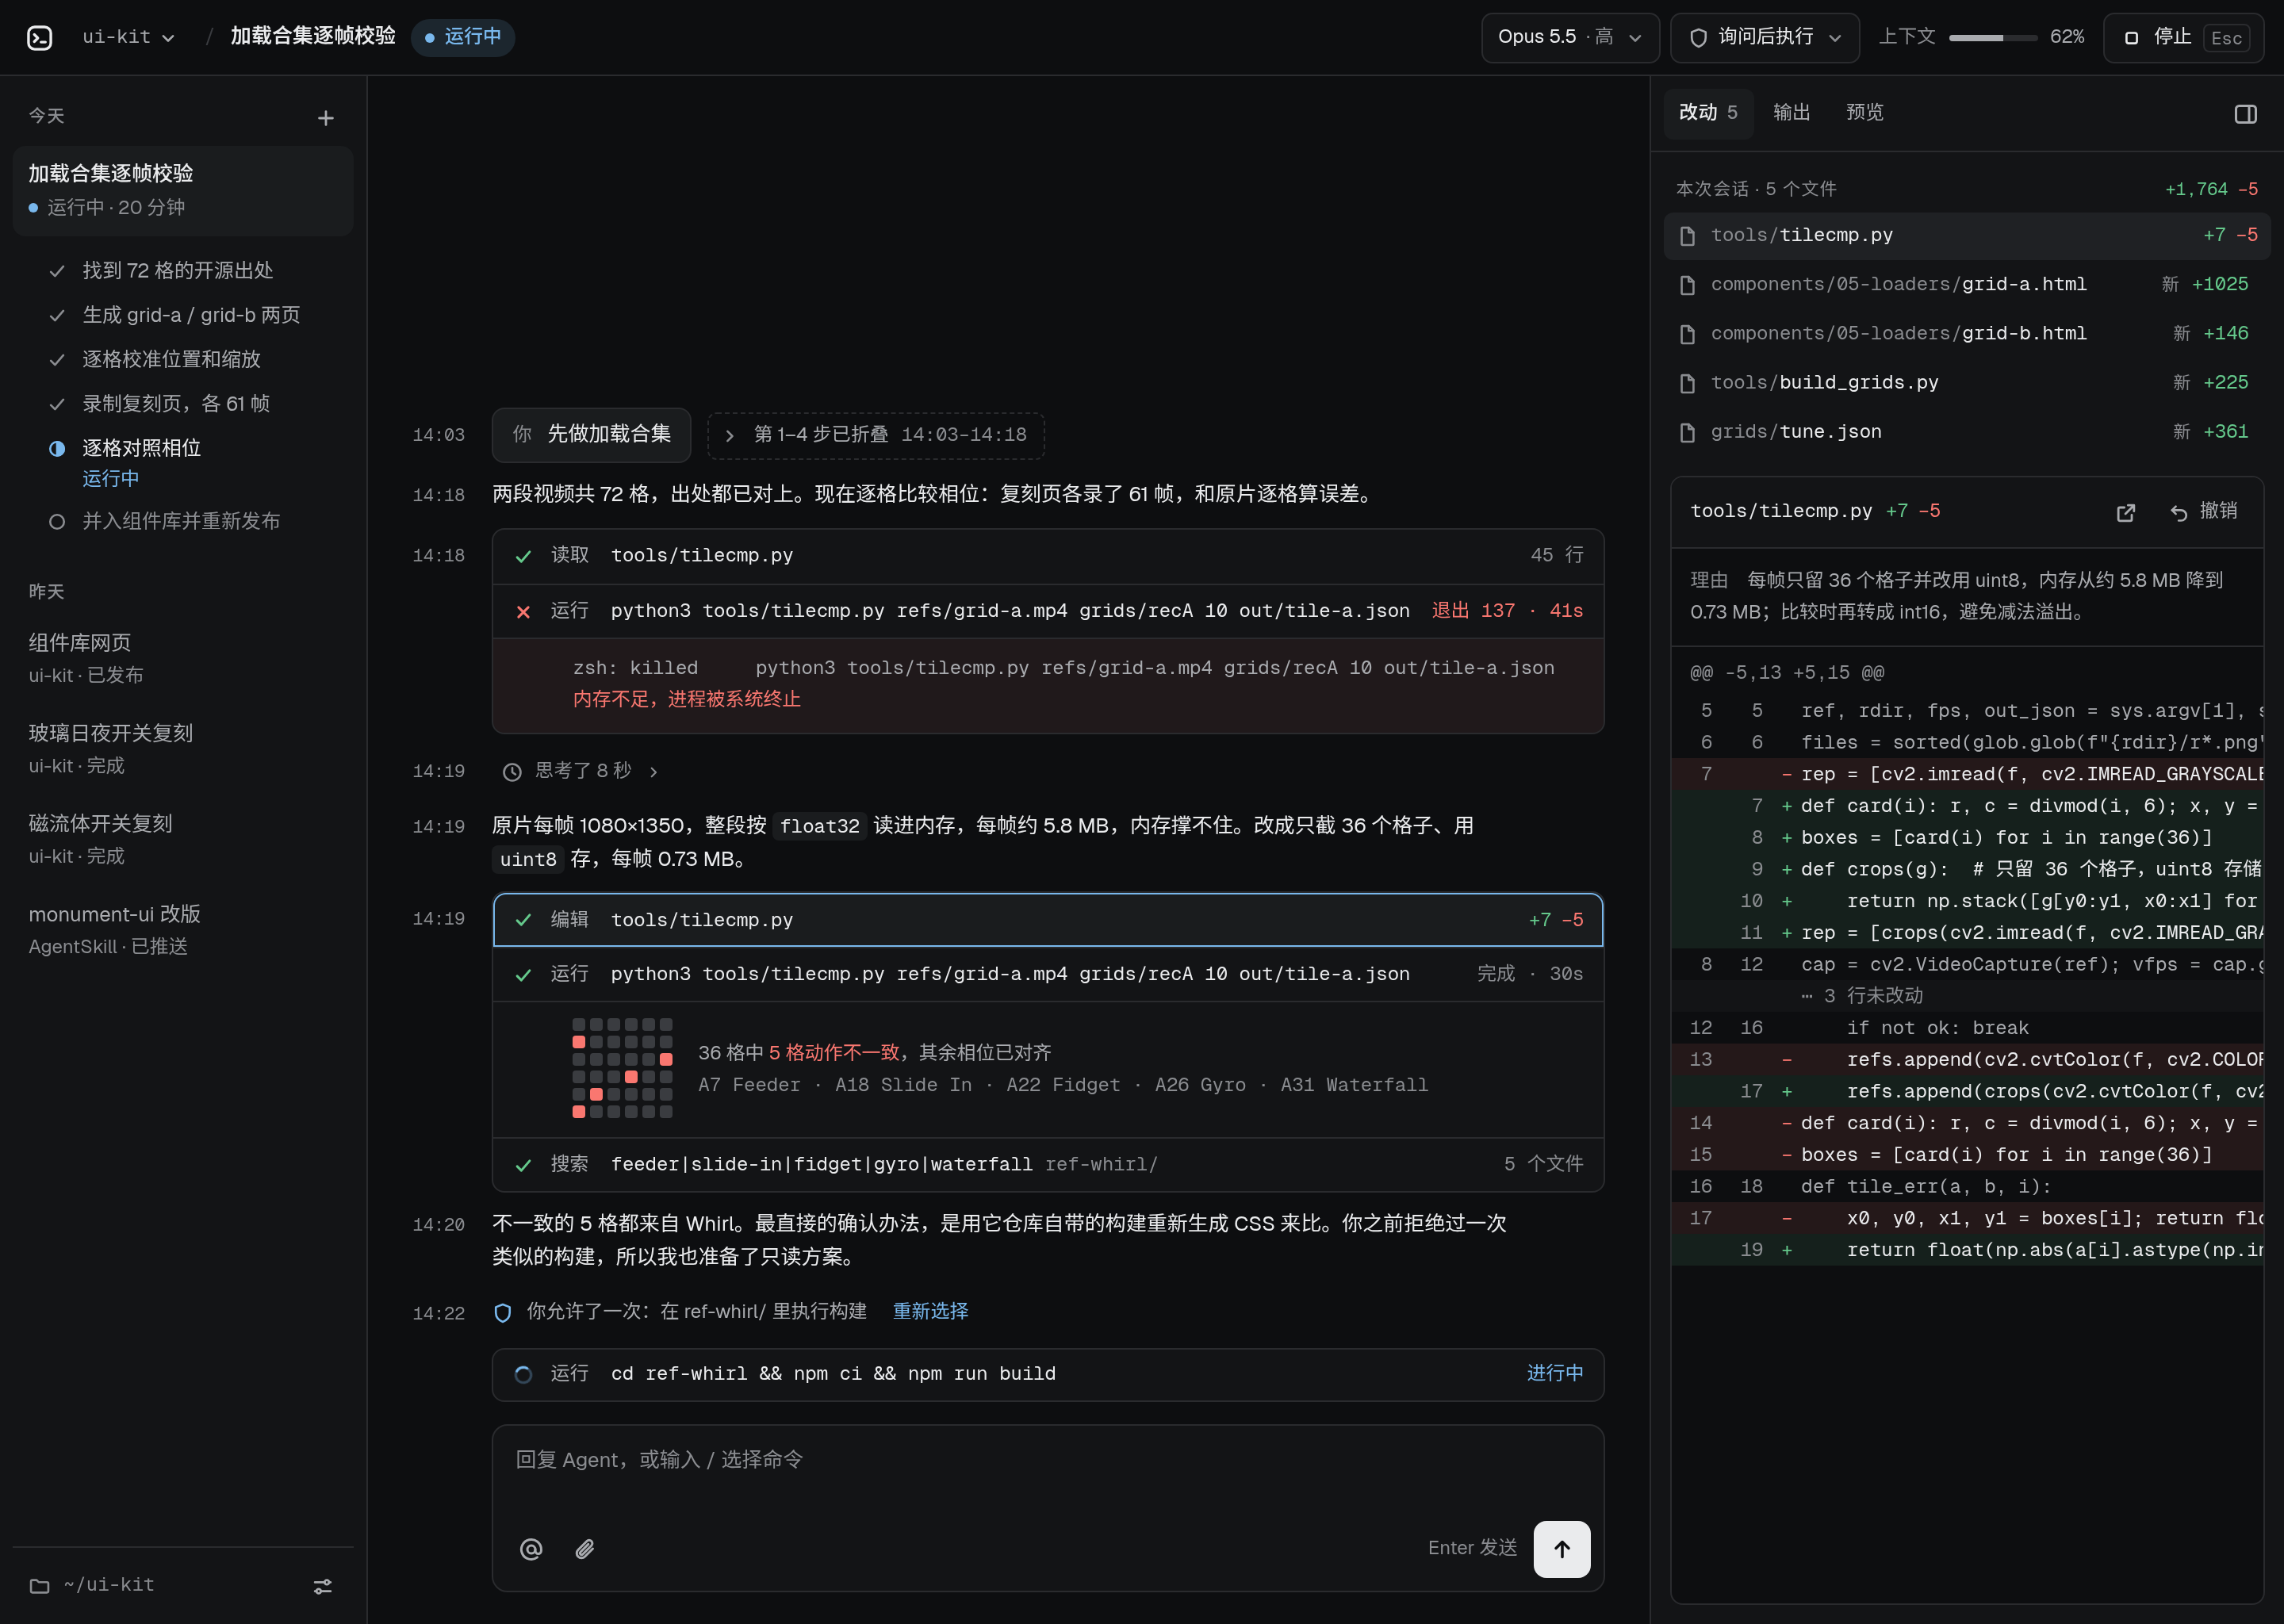 ui-kit / 加载合集逐帧校验 运行中
Opus 5.5 · 高
询问后执行
上下文 62%
停止 Esc
今天
加载合集逐帧校验
运行中 · 20 分钟
找到 72 格的开源出处
生成 grid-a / grid-b 两页
逐格校准位置和缩放
录制复刻页，各 61 帧
逐格对照相位
运行中
并入组件库并重新发布
昨天
组件库网页
ui-kit · 已发布
玻璃日夜开关复刻
ui-kit · 完成
磁流体开关复刻
ui-kit · 完成
monument-ui 改版
AgentSkill · 已推送
~/ui-kit
14:03 你 先做加载合集 第 1–4 步已折叠 14:03–14:18
14:18 两段视频共 72 格，出处都已对上。现在逐格比较相位：复刻页各录了 61 帧，和原片逐格算误差。
14:18 读取 tools/tilecmp.py 45 行
运行 python3 tools/tilecmp.py refs/grid-a.mp4 grids/recA 10 out/tile-a.json 退出 137 · 41s
zsh: killed     python3 tools/tilecmp.py refs/grid-a.mp4 grids/recA 10 out/tile-a.json
内存不足，进程被系统终止
14:19 思考了 8 秒
14:19 原片每帧 1080×1350，整段按 float32 读进内存，每帧约 5.8 MB，内存撑不住。改成只截 36 个格子、用
uint8 存，每帧 0.73 MB。
14:19 编辑 tools/tilecmp.py +7 −5
运行 python3 tools/tilecmp.py refs/grid-a.mp4 grids/recA 10 out/tile-a.json 完成 · 30s
36 格中 5 格动作不一致，其余相位已对齐
A7 Feeder · A18 Slide In · A22 Fidget · A26 Gyro · A31 Waterfall
搜索 feeder|slide-in|fidget|gyro|waterfall ref-whirl/ 5 个文件
14:20 不一致的 5 格都来自 Whirl。最直接的确认办法，是用它仓库自带的构建重新生成 CSS 来比。你之前拒绝过一次
类似的构建，所以我也准备了只读方案。
14:22 你允许了一次：在 ref-whirl/ 里执行构建 重新选择
运行 cd ref-whirl && npm ci && npm run build 进行中
回复 Agent，或输入 / 选择命令
Enter 发送
改动 5 输出 预览
本次会话 · 5 个文件 +1,764 −5
tools/tilecmp.py +7 −5
components/05-loaders/grid-a.html 新 +1025
components/05-loaders/grid-b.html 新 +146
tools/build_grids.py 新 +225
grids/tune.json 新 +361
tools/tilecmp.py +7 −5 撤销
理由 每帧只留 36 个格子并改用 uint8，内存从约 5.8 MB 降到
0.73 MB；比较时再转成 int16，避免减法溢出。
@@ -5,13 +5,15 @@
5 5 ref, rdir, fps, out_json = sys.argv[1], s
6 6 files = sorted(glob.glob(f"{rdir}/r*.png"
7 − rep = [cv2.imread(f, cv2.IMREAD_GRAYSCALE
7 + def card(i): r, c = divmod(i, 6); x, y =
8 + boxes = [card(i) for i in range(36)]
9 + def crops(g):  # 只留 36 个格子，uint8 存储
10 +     return np.stack([g[y0:y1, x0:x1] for
11 + rep = [crops(cv2.imread(f, cv2.IMREAD_GRA
8 12 cap = cv2.VideoCapture(ref); vfps = cap.g
⋯ 3 行未改动
12 16     if not ok: break
13 −     refs.append(cv2.cvtColor(f, cv2.COLOR
17 +     refs.append(crops(cv2.cvtColor(f, cv2
14 − def card(i): r, c = divmod(i, 6); x, y =
15 − boxes = [card(i) for i in range(36)]
16 18 def tile_err(a, b, i):
17 −     x0, y0, x1, y1 = boxes[i]; return flo
19 +     return float(np.abs(a[i].astype(np.in